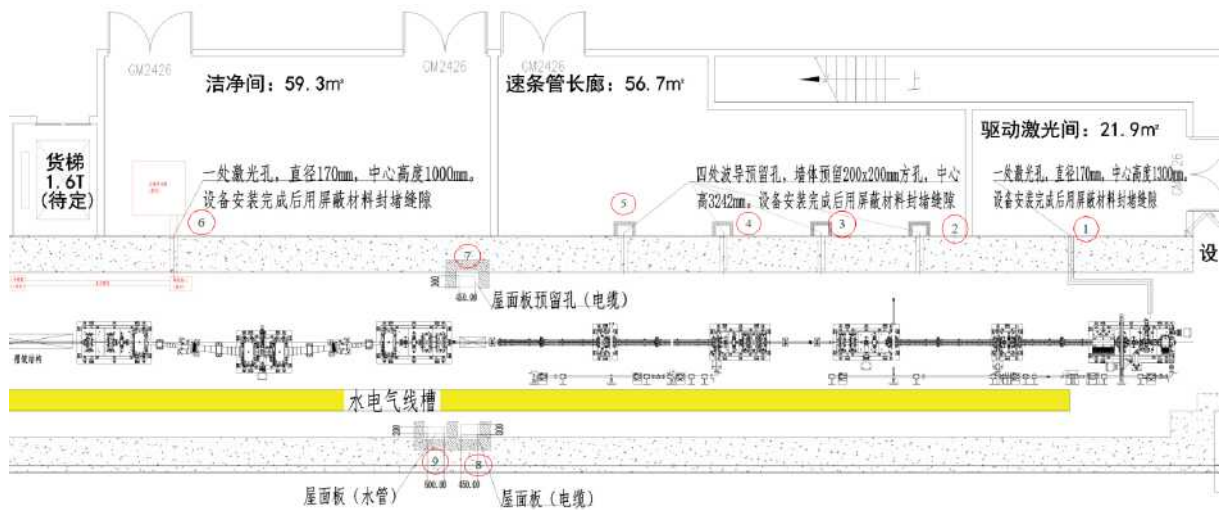 GM2426
GM2426
GM2426
洁净间：59.3㎡
速条管长廊：56.7㎡
上
驱动激光间：21.9㎡
GM2426
货梯
1.6T
(待定)
一处激光孔，直径170mm，中心高度1000mm。
设备安装完成后用屏蔽材料封堵缝隙
四处波导预留孔，墙体预留200x200mm方孔，中心
高3242mm。设备安装完成后用屏蔽材料封堵缝隙
一处激光孔，直径170mm，中心高度1300mm。
设备安装完成后用屏蔽材料封堵缝隙
6
5
4
3
2
1
设
7
450.00
屋面板预留孔（电缆）
水电气线槽
9
8
600.00
450.00
屋面板（水管）
屋面板（电缆）